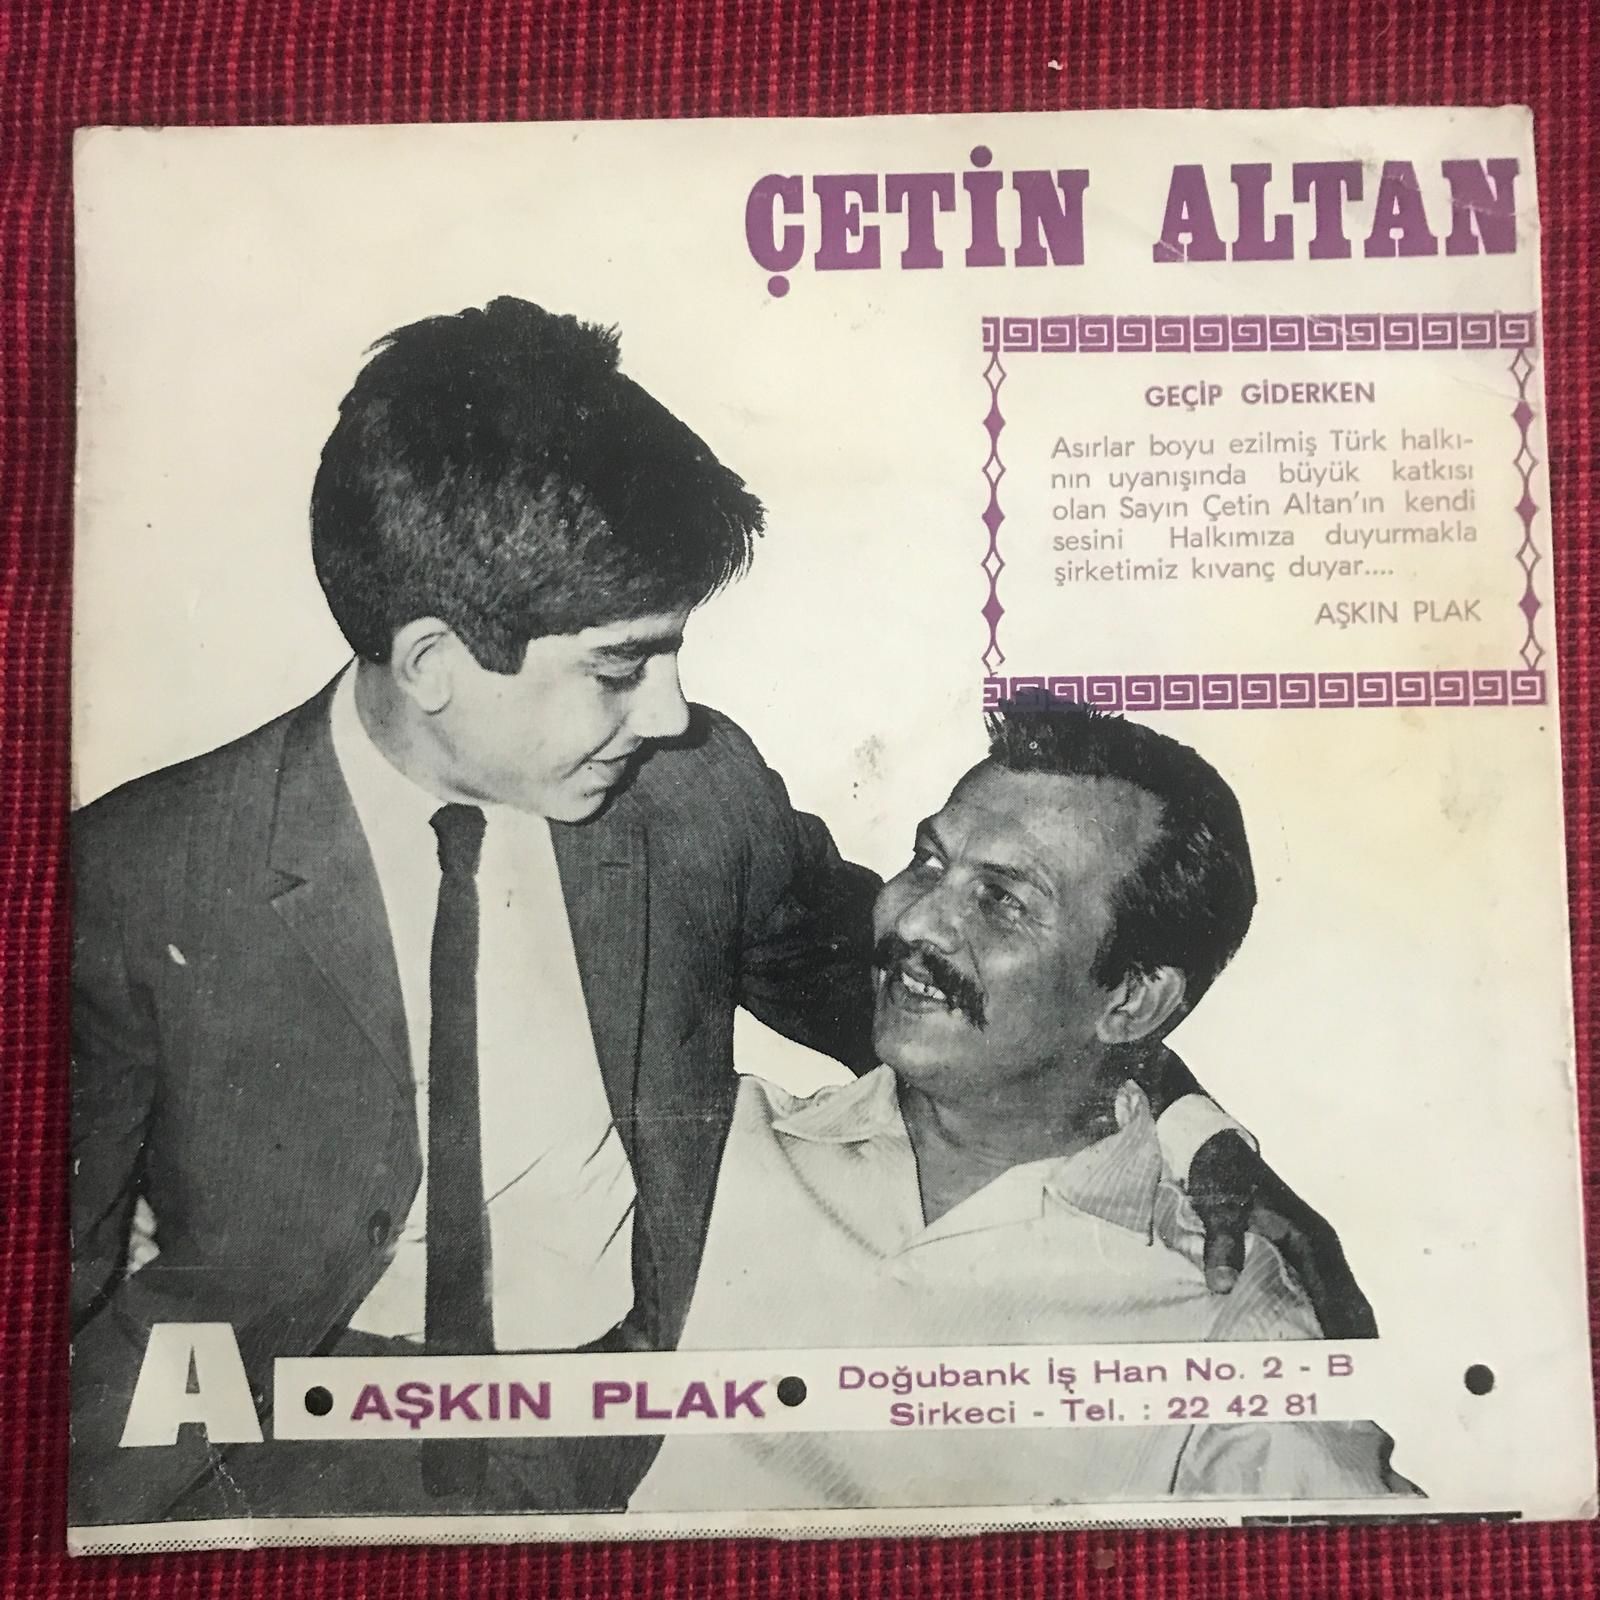 ÇETİN ALTAN
GEÇİP GİDERKEN
Asırlar boyu ezilmiş Türk halkı-
nın uyanışında büyük katkısı
olan Sayın Çetin Altan'ın kendi
sesini Halkımıza duyurmakla
şirketimiz kıvanç duyar....
AŞKIN PLAK
A
AŞKIN PLAK
Doğubank İş Han No. 2 - B
Sirkeci - Tel. : 22 42 81